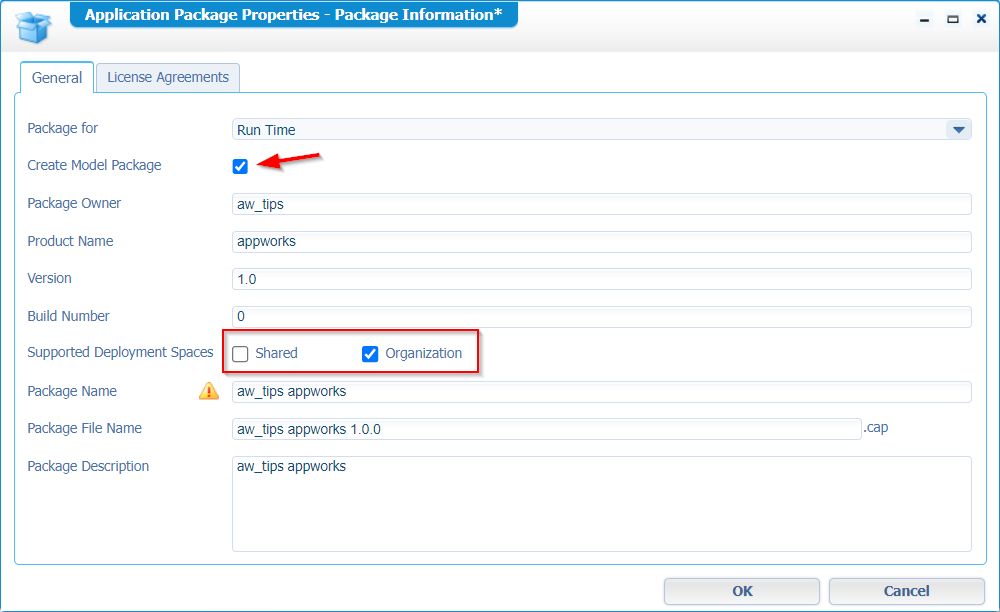 Application Package Properties - Package Information*
General License Agreements
Package for Run Time
Create Model Package
Package Owner aw_tips
Product Name appworks
Version 1.0
Build Number 0
Supported Deployment Spaces Shared Organization
Package Name aw_tips appworks
Package File Name aw_tips appworks 1.0.0 .cap
Package Description aw_tips appworks
OK Cancel